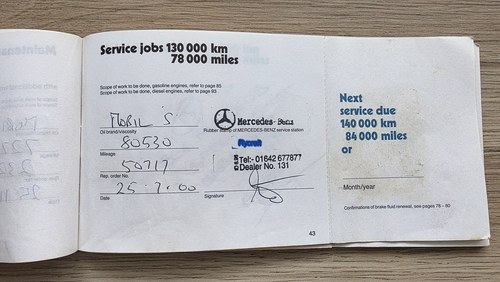 Service jobs 130 000 km
78 000 miles
Scope of work to be done, gasoline engines, refer to page 85
Scope of work to be done, diesel engines, refer to page 93
MOBIL S
Oil brand/viscosity
80530
Mileage
50717
Rep. order No.
25.7.00
Date
Mercedes-Benz
Rubber stamp of MERCEDES-BENZ service station
Tel:- 01642 677877
Dealer No. 131
Signature
43
Next
service due
140 000 km
84 000 miles
or
Month/year
Confirmations of brake fluid renewal, see pages 78 – 80